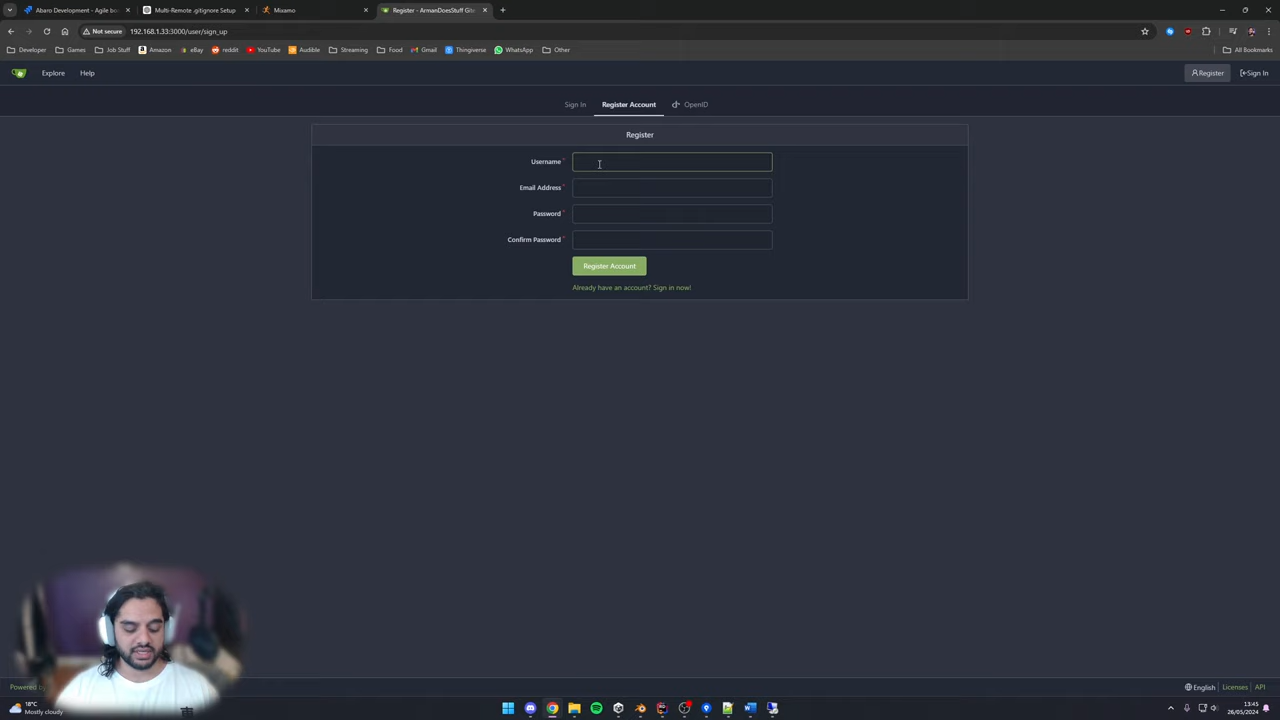 Abaro Development - Agile bo
Multi-Remote .gitignore Setup
Mixamo
Register - ArmanDoesStuff Git
Not secure
192.168.1.33:3000/user/sign_up
Developer
Games
Job Stuff
Amazon
eBay
reddit
YouTube
Audible
Streaming
Food
Gmail
Thingiverse
WhatsApp
Other
All Bookmarks
Explore
Help
Register
Sign In
Sign In
Register Account
OpenID
Register
Username*
Email Address*
Password*
Confirm Password*
Register Account
Already have an account? Sign in now!
Powered
English
Licenses
API
18°C
Mostly cloudy
13:45
26/05/2024